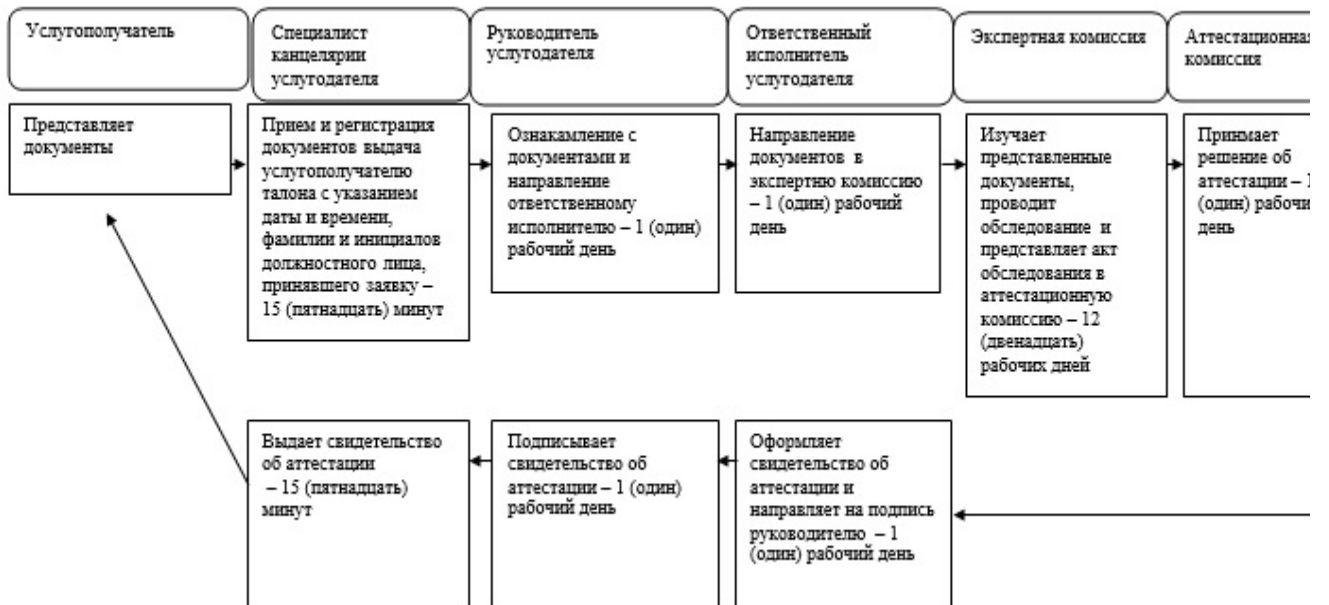 Услугополучатель
Специалист
канцелярии
услугодателя
Руководитель
услугодателя
Ответственный
исполнитель
услугодателя
Экспертная комиссия
Аттестационная
комиссия
Представляет
документы
Прием и регистрация
документов выдача
услугополучателю
талона с указанием
даты и времени,
фамилии и инициалов
должностного лица,
принявшего заявку –
15 (пятнадцать) минут
Ознакамление с
документами и
направление
ответственному
исполнителю – 1 (один)
рабочий день
Направление
документов в
экспертню комиссию
– 1 (один) рабочий
день
Изучает
представленные
документы,
проводит
обследование и
представляет акт
обследования в
аттестационную
комиссию – 12
(двенадцать)
рабочих дней
Принмает
решение об
аттестации – 1
(один) рабочи
день
Выдает свидетельство
об аттестации
– 15 (пятнадцать)
минут
Подписывает
свидетельство об
аттестации – 1 (один)
рабочий день
Оформляет
свидетельство об
аттестации и
направляет на подпись
руководителю – 1
(один) рабочий день